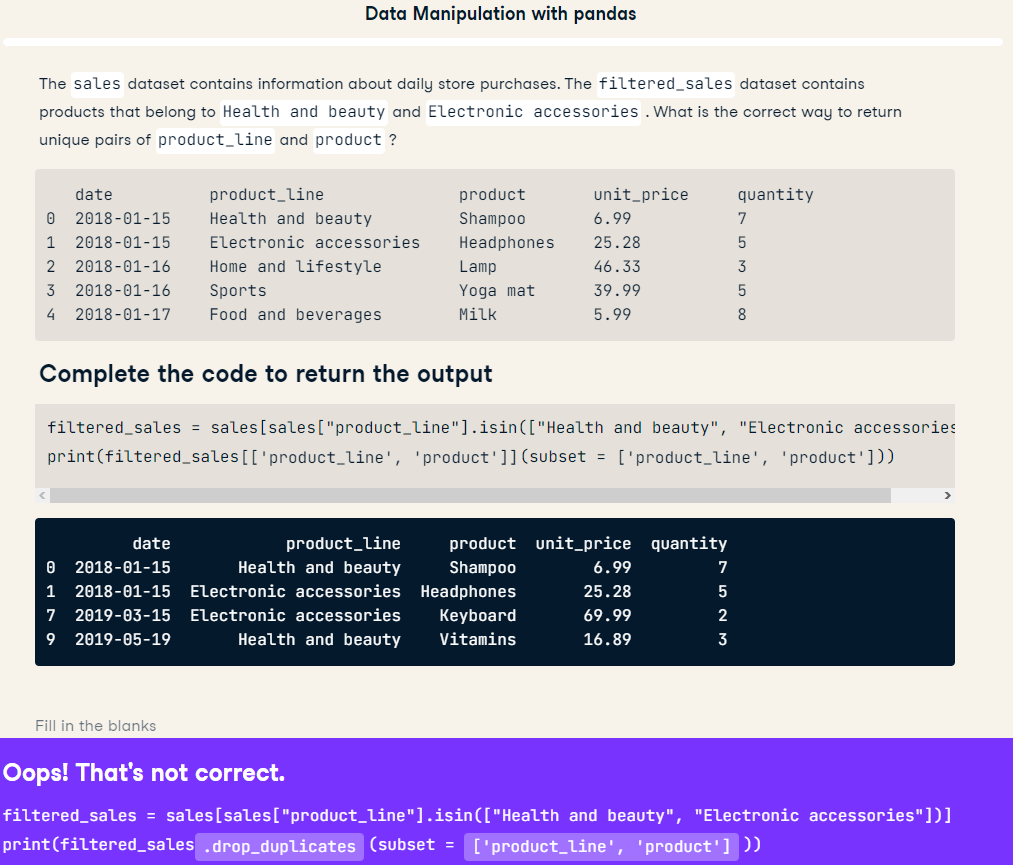 Data Manipulation with pandas
The sales dataset contains information about daily store purchases. The filtered_sales dataset contains
products that belong to Health and beauty and Electronic accessories . What is the correct way to return
unique pairs of product_line and product ?
date product_line product unit_price quantity
0 2018-01-15 Health and beauty Shampoo 6.99 7
1 2018-01-15 Electronic accessories Headphones 25.28 5
2 2018-01-16 Home and lifestyle Lamp 46.33 3
3 2018-01-16 Sports Yoga mat 39.99 5
4 2018-01-17 Food and beverages Milk 5.99 8
Complete the code to return the output
filtered_sales = sales[sales["product_line"].isin(["Health and beauty", "Electronic accessories
print(filtered_sales[['product_line', 'product']](subset = ['product_line', 'product']))
date product_line product unit_price quantity
0 2018-01-15 Health and beauty Shampoo 6.99 7
1 2018-01-15 Electronic accessories Headphones 25.28 5
7 2019-03-15 Electronic accessories Keyboard 69.99 2
9 2019-05-19 Health and beauty Vitamins 16.89 3
Fill in the blanks
Oops! That's not correct.
filtered_sales = sales[sales["product_line"].isin(["Health and beauty", "Electronic accessories"])]
print(filtered_sales .drop_duplicates (subset = ['product_line', 'product'] ))